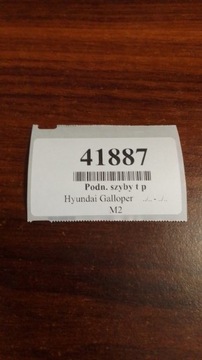 41887
Podn. szyby t p
Hyundai Galloper ../.. - ../..
M2